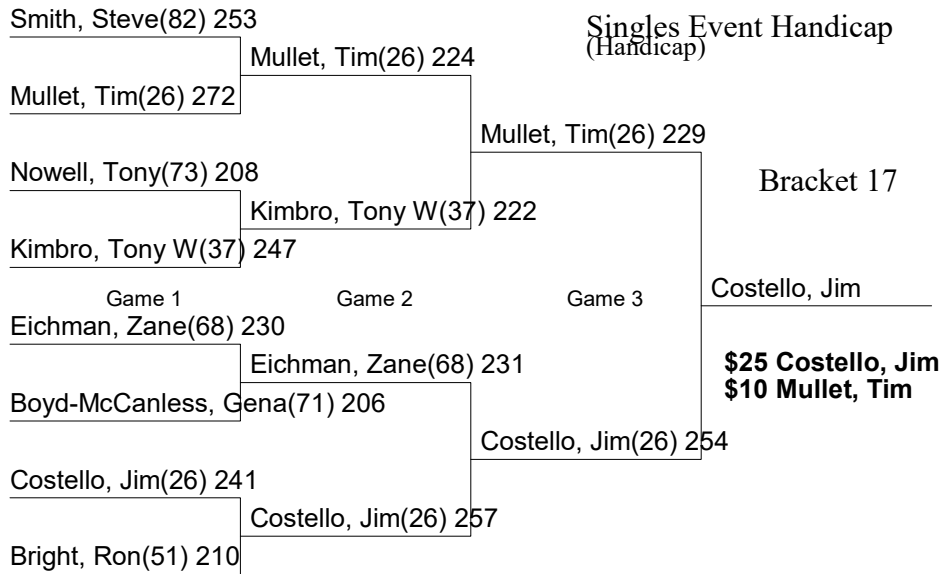 Smith, Steve(82) 253
Singles Event Handicap
(Handicap)
Mullet, Tim(26) 224
Mullet, Tim(26) 272
Mullet, Tim(26) 229
Nowell, Tony(73) 208
Bracket 17
Kimbro, Tony W(37) 222
Kimbro, Tony W(37) 247
Game 1
Game 2
Game 3
Costello, Jim
Eichman, Zane(68) 230
Eichman, Zane(68) 231
$25 Costello, Jim
$10 Mullet, Tim
Boyd-McCanless, Gena(71) 206
Costello, Jim(26) 254
Costello, Jim(26) 241
Costello, Jim(26) 257
Bright, Ron(51) 210